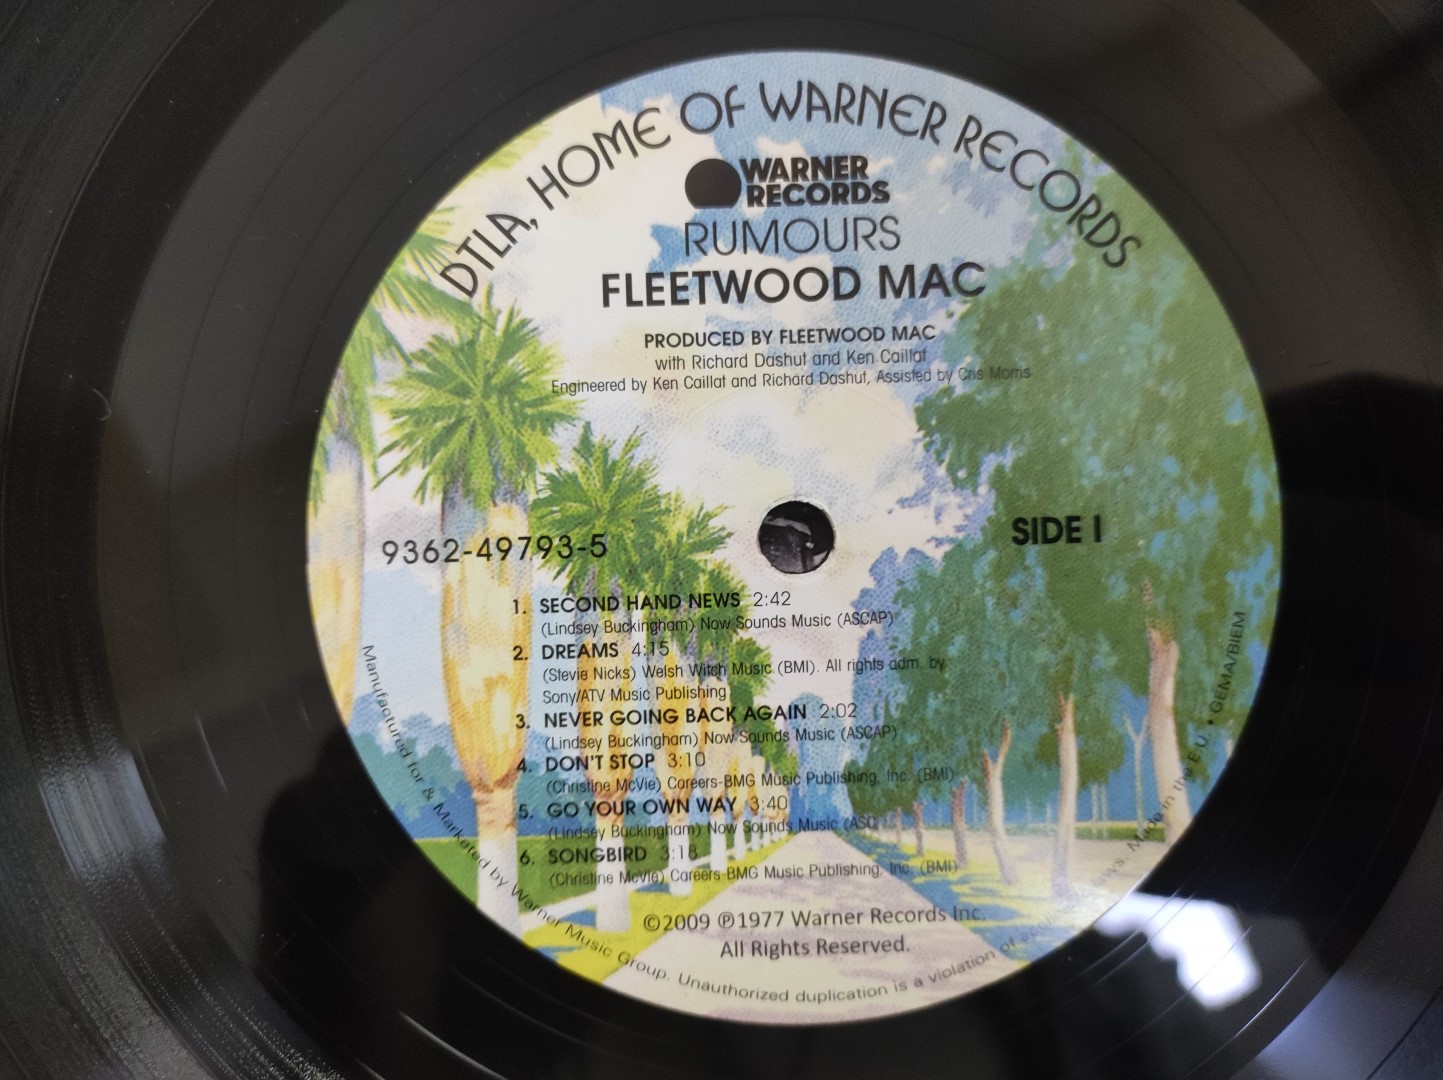 DTLA, HOME OF WARNER RECORDS
WARNER
RECORDS
RUMOURS
FLEETWOOD MAC
PRODUCED BY FLEETWOOD MAC
with Richard Dashut and Ken Caillat
Engineered by Ken Caillat and Richard Dashut, Assisted by Cris Morris
9362-49793-5
SIDE I
1. SECOND HAND NEWS 2:42
(Lindsey Buckingham) Now Sounds Music (ASCAP)
2. DREAMS 4:15
(Stevie Nicks) Welsh Witch Music (BMI). All rights adm. by
Sony/ATV Music Publishing
3. NEVER GOING BACK AGAIN 2:02
(Lindsey Buckingham) Now Sounds Music (ASCAP)
4. DON'T STOP 3:10
(Christine McVie) Careers-BMG Music Publishing, Inc. (BMI)
5. GO YOUR OWN WAY 3:40
(Lindsey Buckingham) Now Sounds Music (ASC
6. SONGBIRD 3:18
(Christine McVie) Careers-BMG Music Publishing, Inc. (BMI)
©2009 ℗1977 Warner Records Inc.
All Rights Reserved.
Manufactured for & Marketed by Warner Music Group. Unauthorized duplication is a violation of laws. Made in the E.U. • GEMA/BIEM